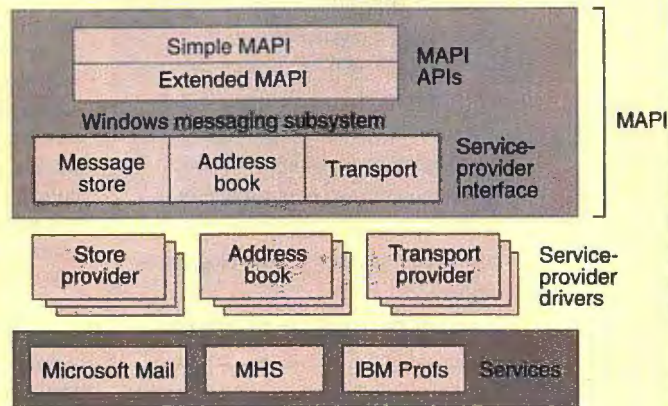 Simple MAPI
Extended MAPI
MAPI
APIs
Windows messaging subsystem
Message
store
Address
book
Transport
Service-
provider
interface
MAPI
Store
provider
Address
book
Transport
provider
Service-
provider
drivers
Microsoft Mail
MHS
IBM Profs
Services